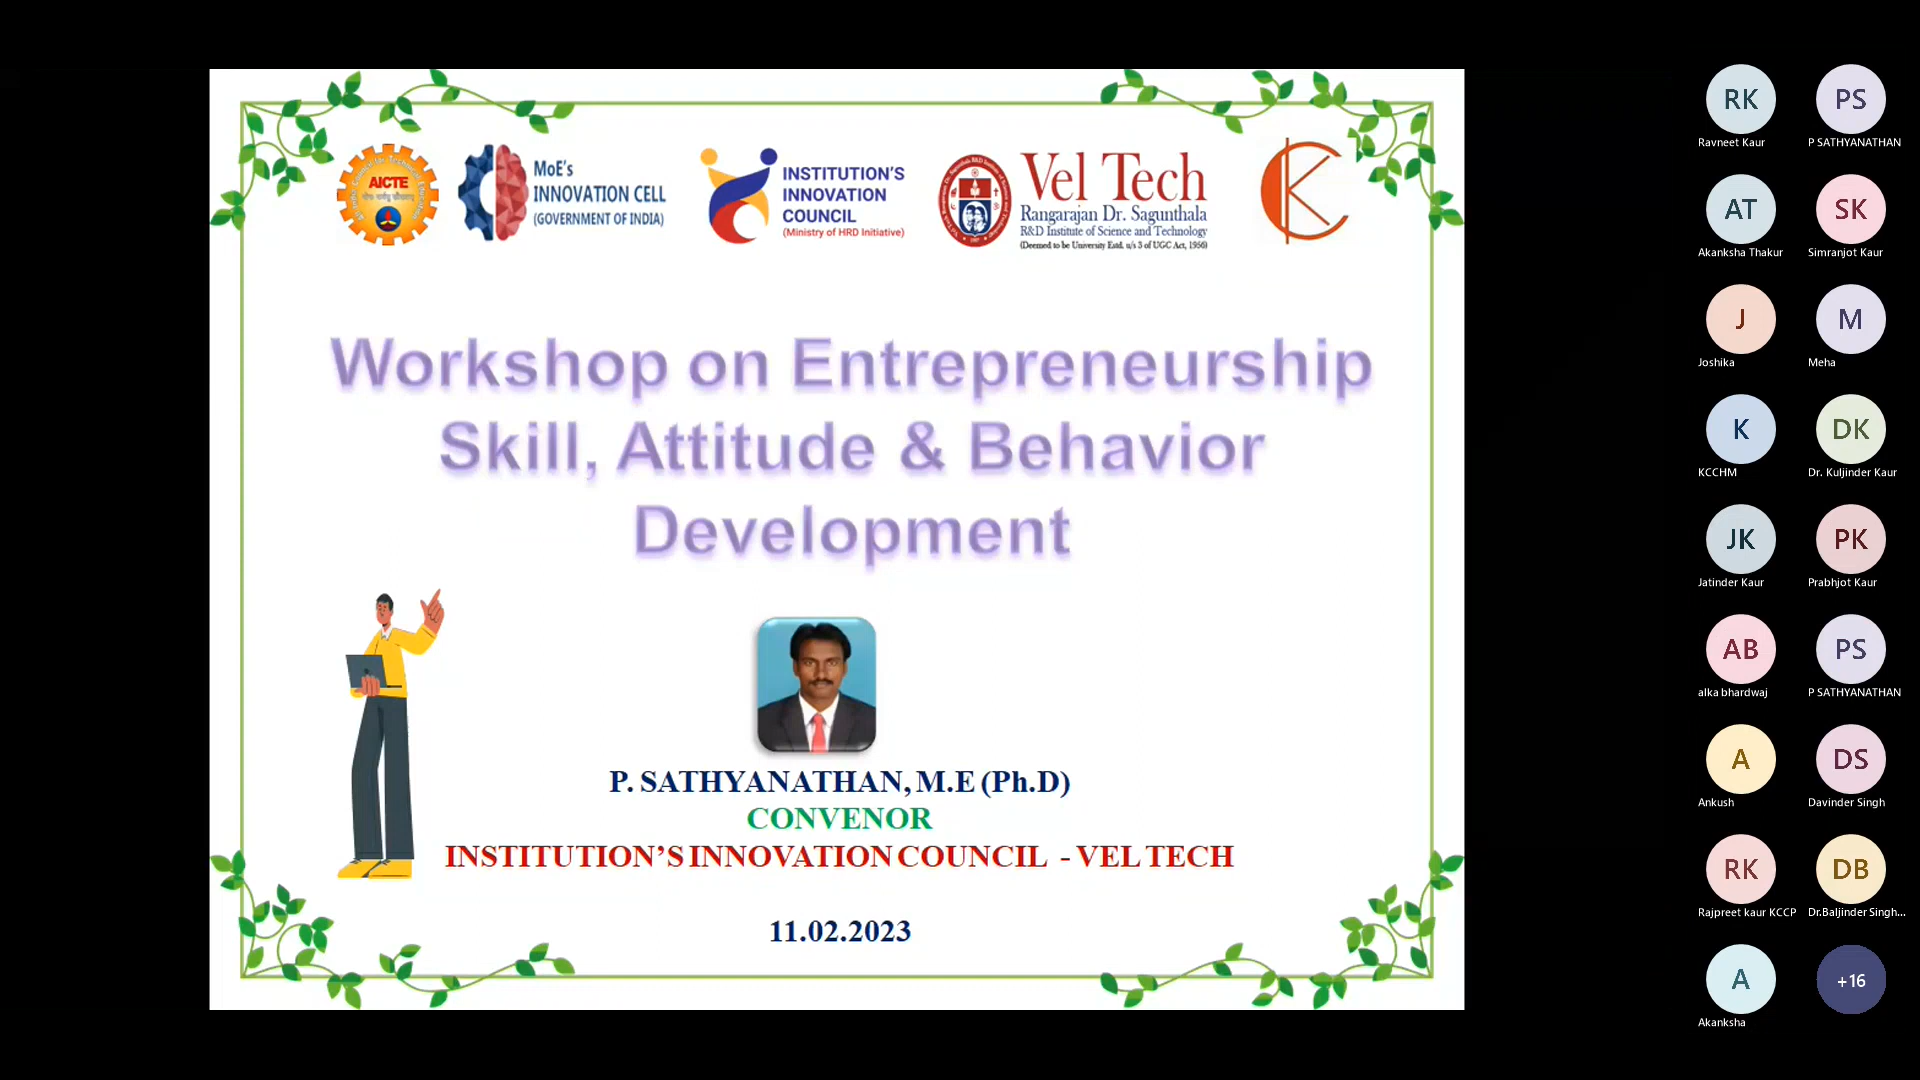 AICTE
MoE's
INNOVATION CELL
(GOVERNMENT OF INDIA)
INSTITUTION'S
INNOVATION
COUNCIL
(Ministry of HRD Initiative)
Vel Tech
Rangarajan Dr. Sagunthala
R&D Institute of Science and Technology
(Deemed to be University Estd. u/s 3 of UGC Act, 1956)
KC
Workshop on Entrepreneurship
Skill, Attitude & Behavior
Development
P. SATHYANATHAN, M.E (Ph.D)
CONVENOR
INSTITUTION'S INNOVATION COUNCIL - VEL TECH
11.02.2023
RK
Ravneet Kaur
PS
P SATHYANATHAN
AT
Akanksha Thakur
SK
Simranjot Kaur
J
Joshika
M
Meha
K
KCCHM
DK
Dr. Kuljinder Kaur
JK
Jatinder Kaur
PK
Prabhjot Kaur
AB
alka bhardwaj
PS
P SATHYANATHAN
A
Ankush
DS
Davinder Singh
RK
Rajpreet kaur KCCP
DB
Dr.Baljinder Singh...
A
Akanksha
+16